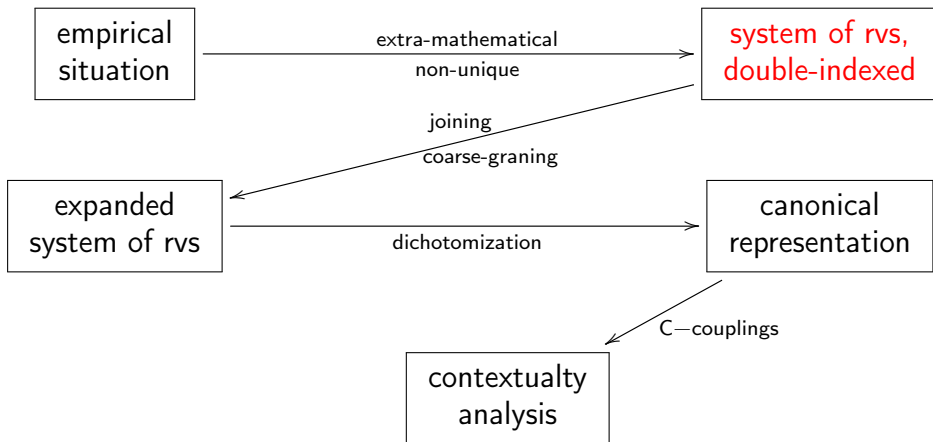 empirical
situation
extra-mathematical
non-unique
system of rvs,
double-indexed
joining
coarse-graning
expanded
system of rvs
dichotomization
canonical
representation
C−couplings
contextualty
analysis